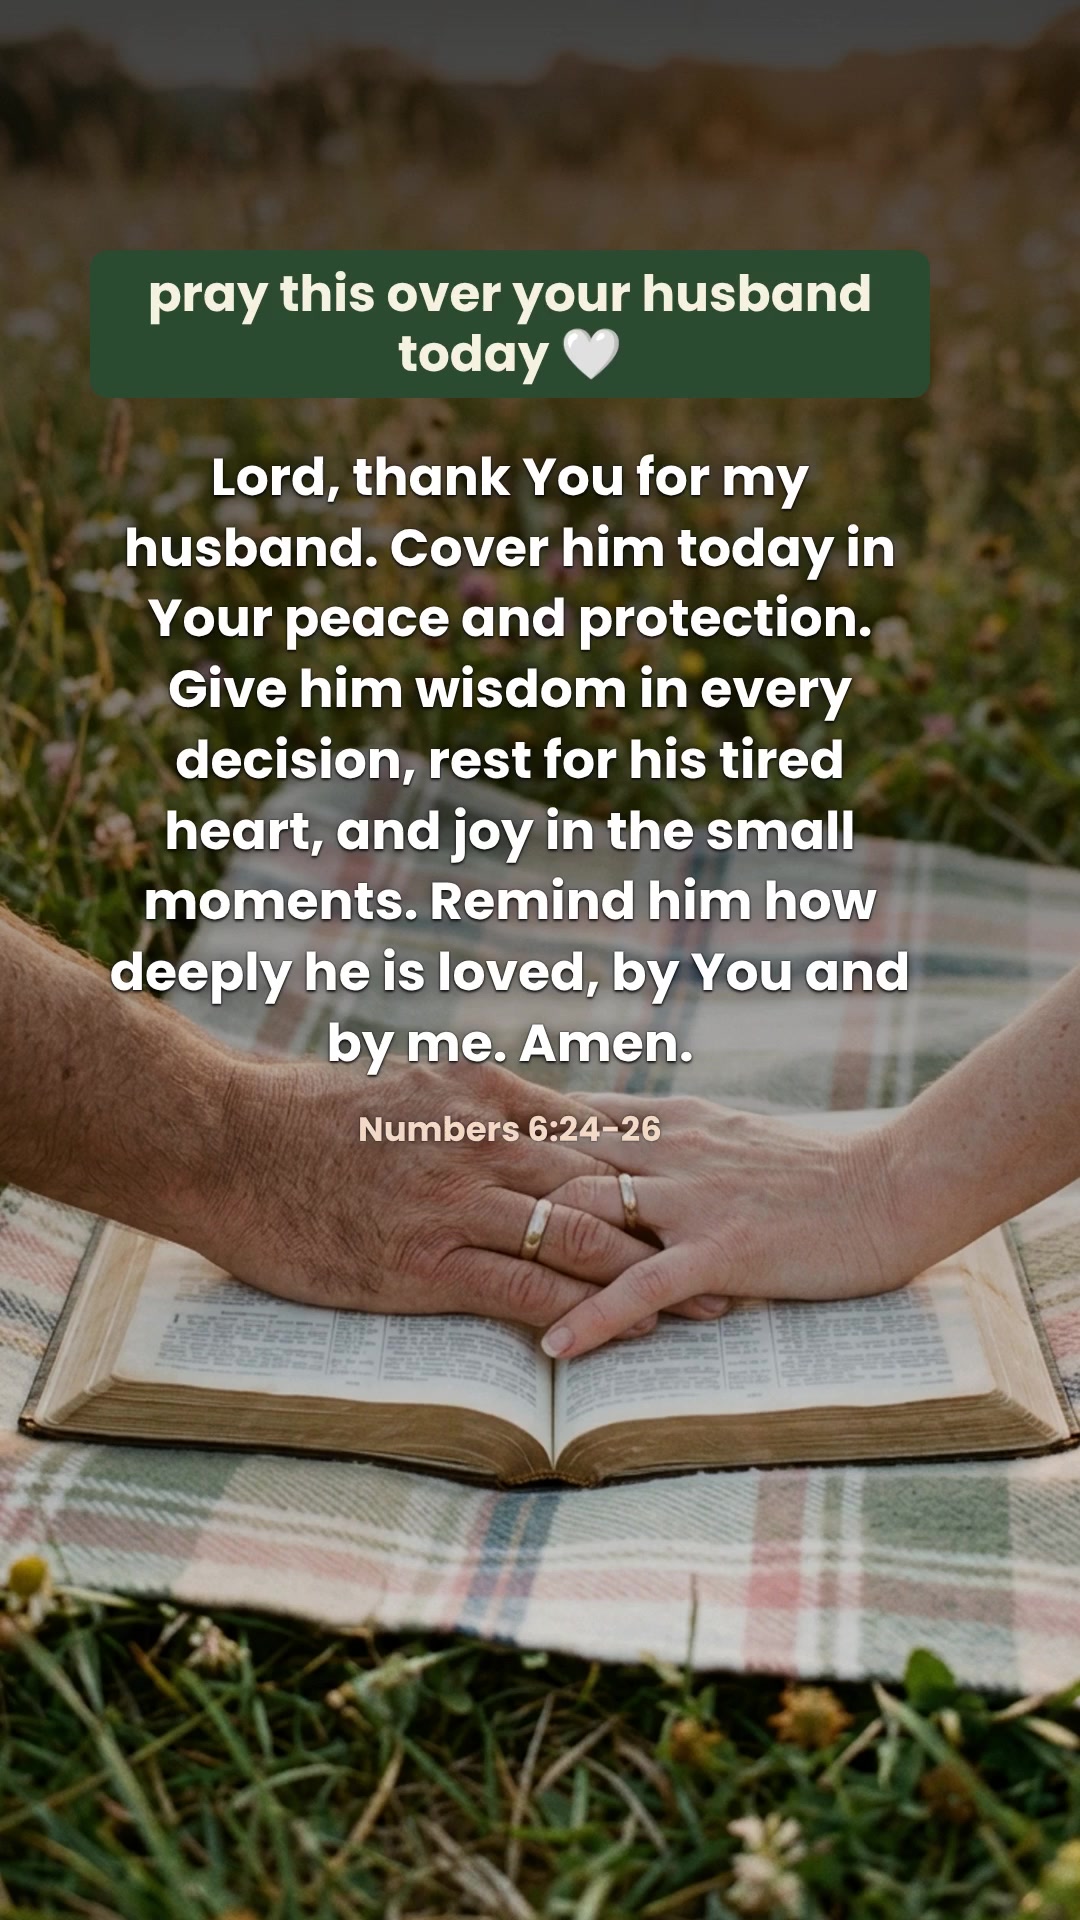 pray this over your husband
today 🤍
Lord, thank You for my
husband. Cover him today in
Your peace and protection.
Give him wisdom in every
decision, rest for his tired
heart, and joy in the small
moments. Remind him how
deeply he is loved, by You and
by me. Amen.
Numbers 6:24-26